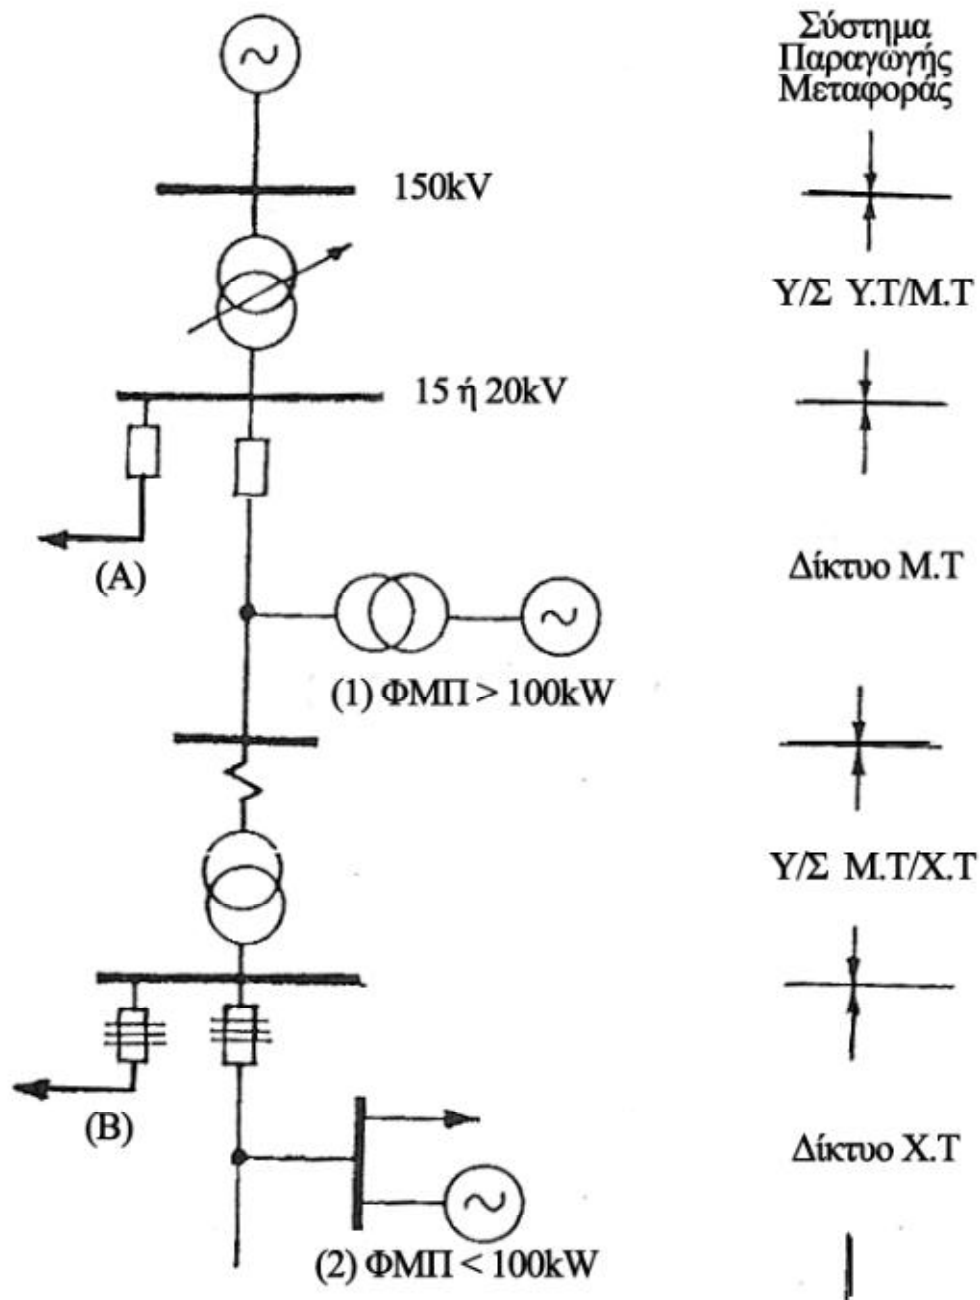 Σύστημα
Παραγωγής
Μεταφοράς
150kV
Υ/Σ Υ.Τ/Μ.Τ
15 ή 20kV
(Α)
Δίκτυο Μ.Τ
(1) ΦΜΠ > 100kW
Υ/Σ Μ.Τ/Χ.Τ
(Β)
Δίκτυο Χ.Τ
(2) ΦΜΠ < 100kW